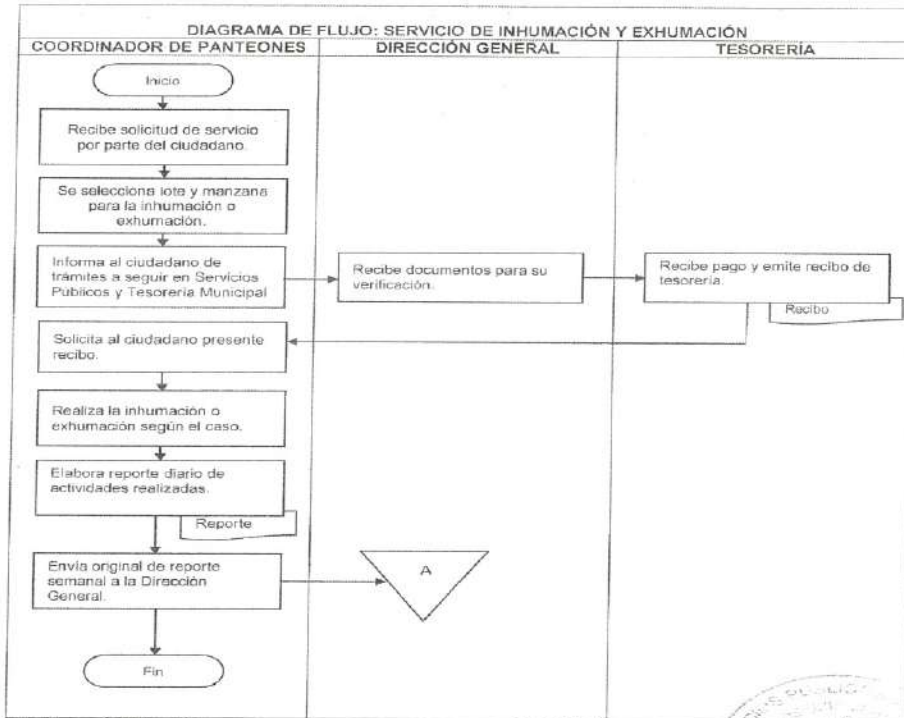 DIAGRAMA DE FLUJO: SERVICIO DE INHUMACIÓN Y EXHUMACIÓN
COORDINADOR DE PANTEONES
DIRECCIÓN GENERAL
TESORERÍA
Inicio
Recibe solicitud de servicio
por parte del ciudadano
Se selecciona lote y manzana
para la inhumación o
exhumación.
Informa al ciudadano de
trámites a seguir en Servicios
Públicos y Tesorería Municipal
Recibe documentos para su
verificación.
Recibe pago y emite recibo de
tesorería.
Recibo
Solicita al ciudadano presente
recibo.
Realiza la inhumación o
exhumación según el caso.
Elabora reporte diario de
actividades realizadas.
Reporte
Envía original de reporte
semanal a la Dirección
General.
A
Fin